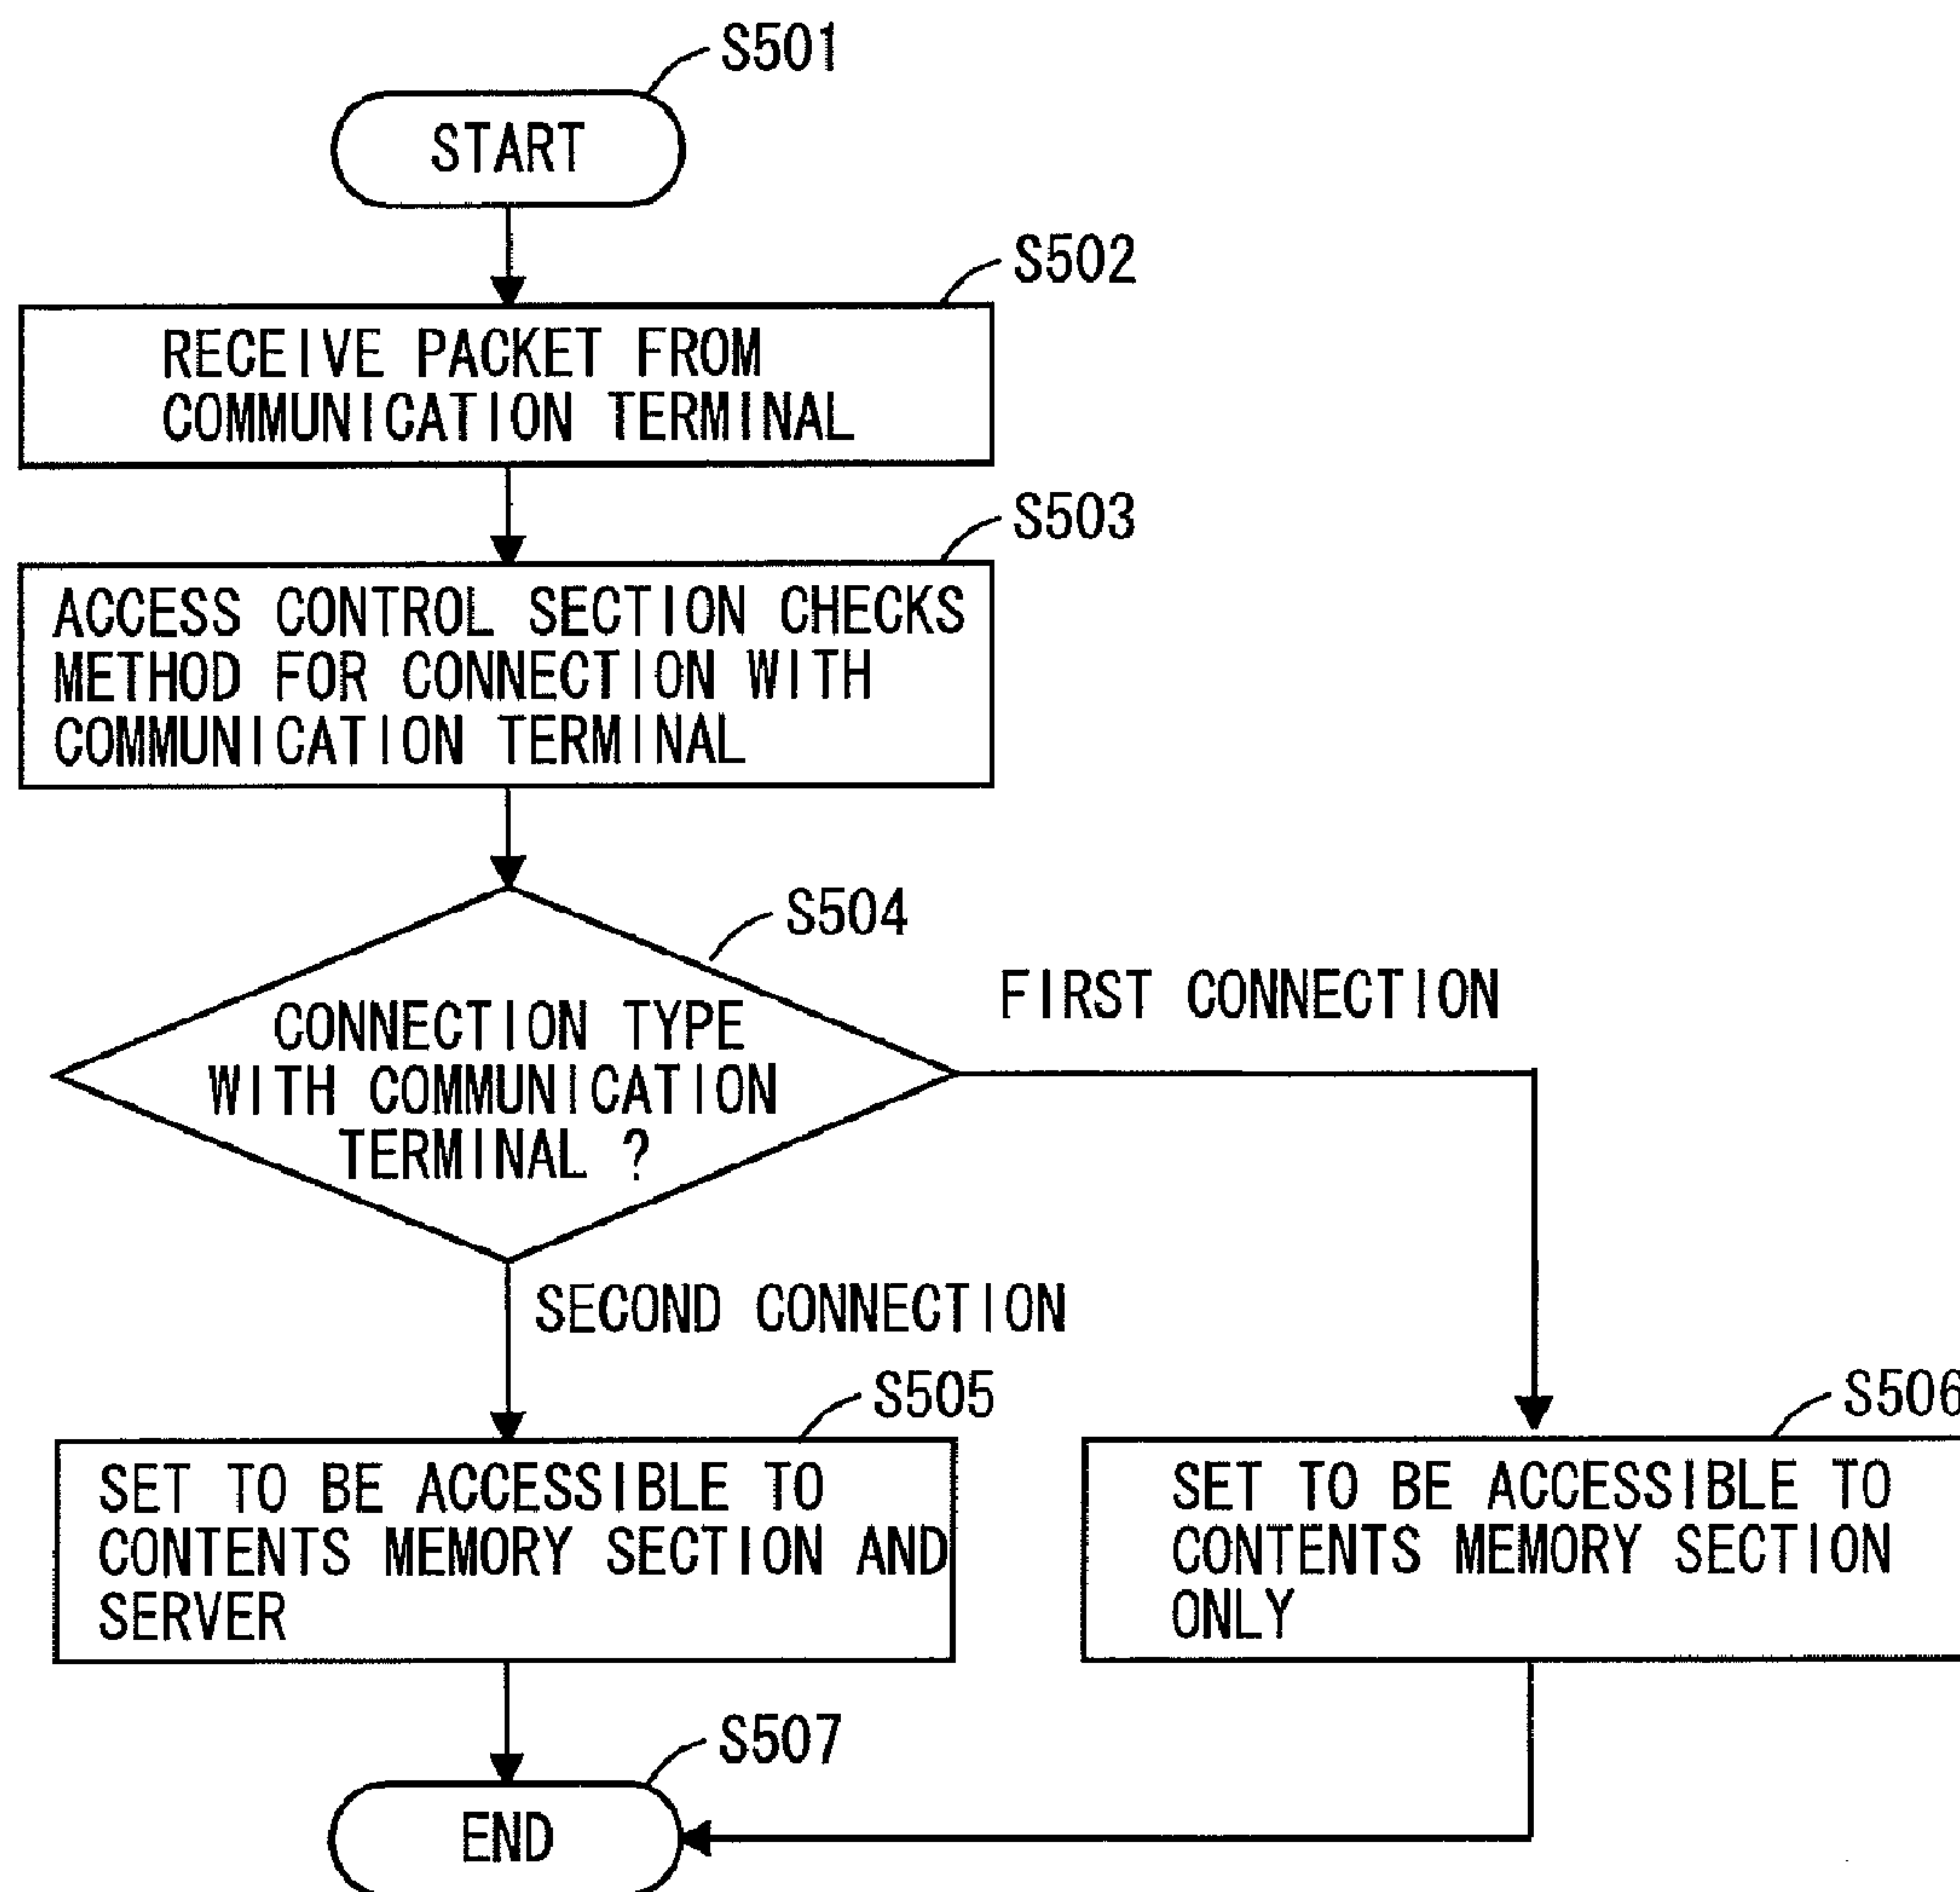 S501
START
S502
RECEIVE PACKET FROM
COMMUNICATION TERMINAL
S503
ACCESS CONTROL SECTION CHECKS
METHOD FOR CONNECTION WITH
COMMUNICATION TERMINAL
S504
CONNECTION TYPE
WITH COMMUNICATION
TERMINAL ?
FIRST CONNECTION
SECOND CONNECTION
S505
SET TO BE ACCESSIBLE TO
CONTENTS MEMORY SECTION AND
SERVER
S506
SET TO BE ACCESSIBLE TO
CONTENTS MEMORY SECTION
ONLY
S507
END